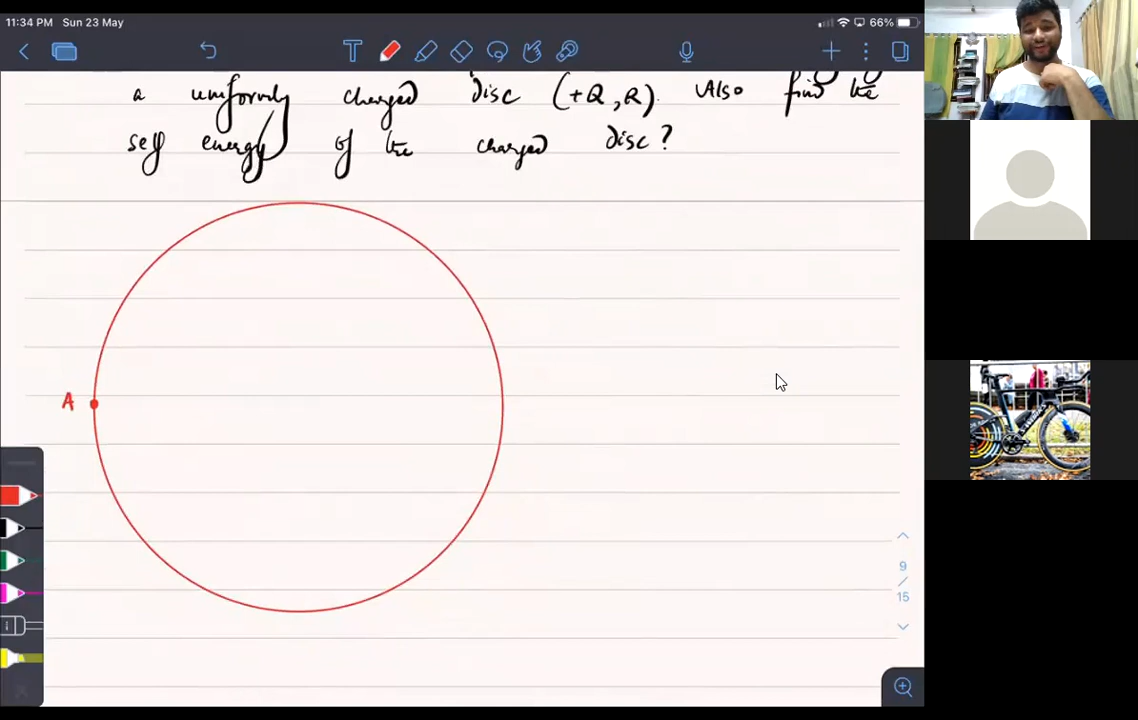 11:34 PM Sun 23 May 66%
T
a uniformly charged disc (+Q,R). Also find the
self energy of the charged disc?
A
9
/
15